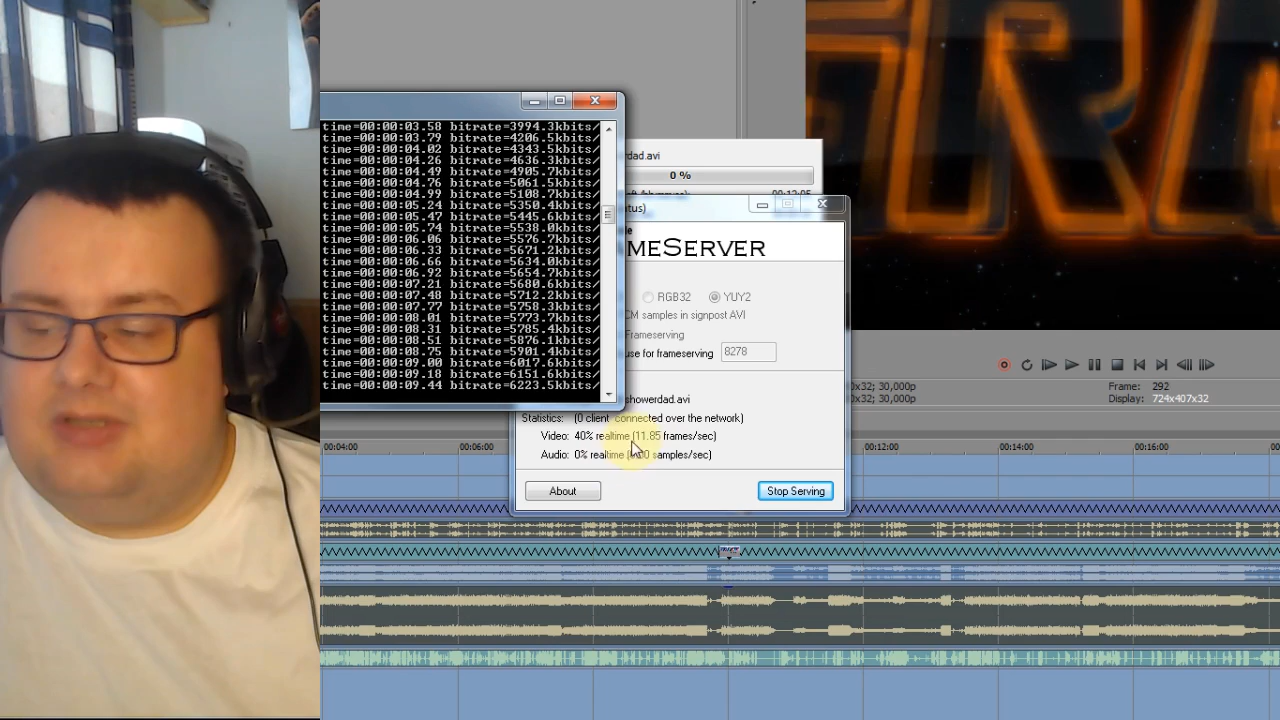 time=00:00:03.58 bitrate=3994.3kbits/
time=00:00:03.79 bitrate=4206.5kbits/
time=00:00:04.02 bitrate=4343.5kbits/
time=00:00:04.26 bitrate=4636.3kbits/
time=00:00:04.49 bitrate=4905.7kbits/
time=00:00:04.76 bitrate=5061.5kbits/
time=00:00:04.99 bitrate=5108.7kbits/
time=00:00:05.24 bitrate=5350.4kbits/
time=00:00:05.47 bitrate=5445.6kbits/
time=00:00:05.74 bitrate=5538.0kbits/
time=00:00:06.06 bitrate=5576.7kbits/
time=00:00:06.33 bitrate=5671.2kbits/
time=00:00:06.66 bitrate=5634.0kbits/
time=00:00:06.92 bitrate=5654.7kbits/
time=00:00:07.21 bitrate=5680.6kbits/
time=00:00:07.48 bitrate=5712.2kbits/
time=00:00:07.77 bitrate=5758.3kbits/
time=00:00:08.01 bitrate=5773.7kbits/
time=00:00:08.31 bitrate=5785.4kbits/
time=00:00:08.51 bitrate=5876.1kbits/
time=00:00:08.75 bitrate=5901.4kbits/
time=00:00:09.00 bitrate=6017.6kbits/
time=00:00:09.18 bitrate=6151.6kbits/
time=00:00:09.44 bitrate=6223.5kbits/
dad.avi
0 %
00:12:05
tus)
MESERVER
RGB32 YUY2
CM samples in signpost AVI
Frameserving
use for frameserving 8278
howerdad.avi
Statistics: (0 client connected over the network)
Video: 40% realtime (11.85 frames/sec)
Audio: 0% realtime samples/sec)
About Stop Serving
0x32; 30,000p
0x32; 30,000p
Frame: 292
Display: 724x407x32
00:04:00 00:06:00 00:12:00 00:14:00 00:16:00